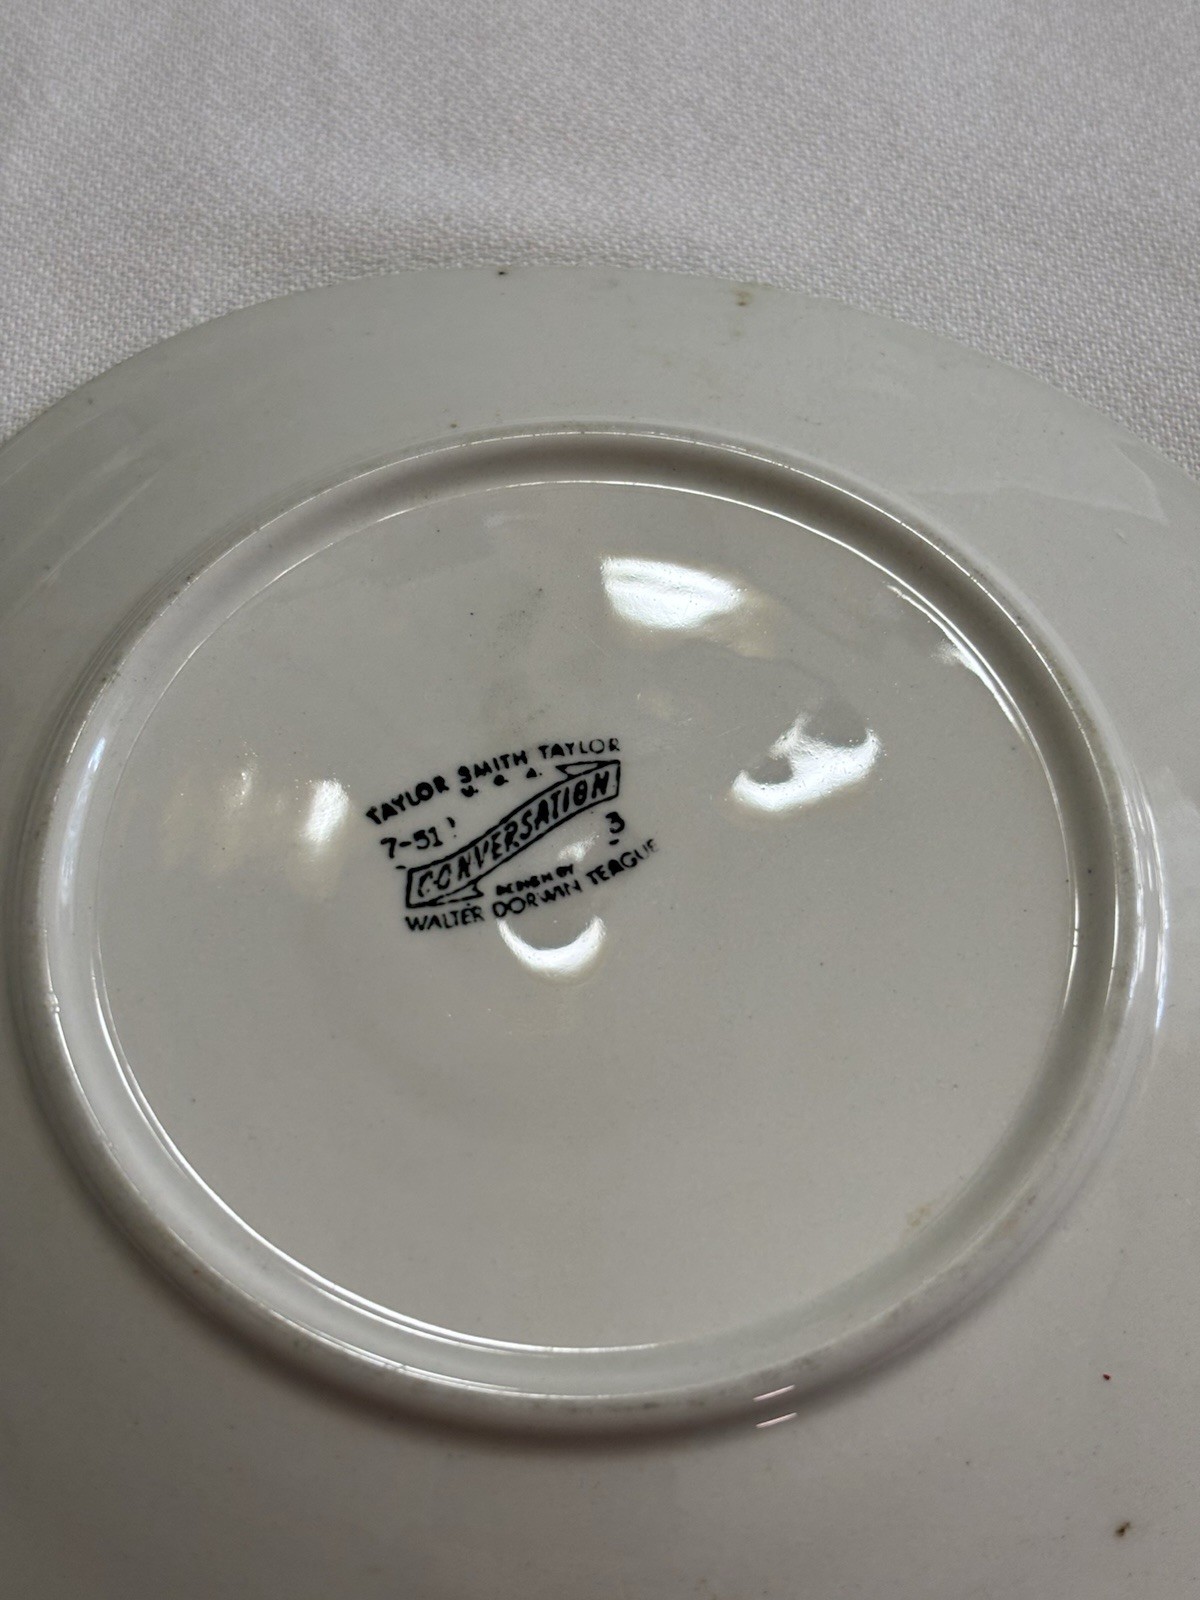 TAYLOR SMITH TAYLOR
U. S. A.
7-51
CONVERSATION
3
DESIGN BY
WALTER DORWIN TEAGUE